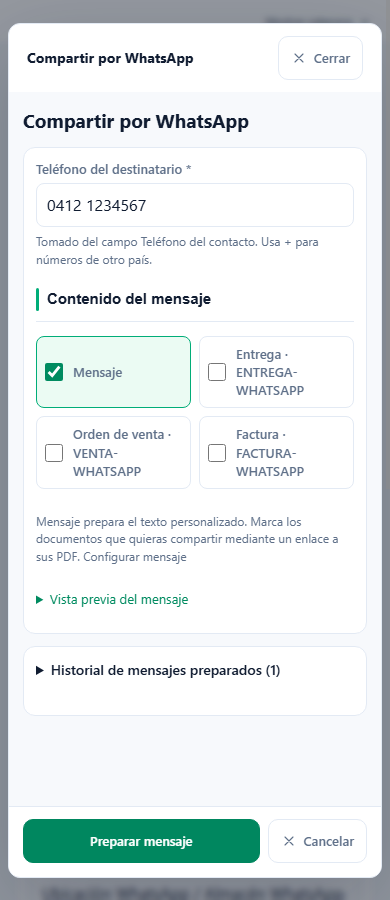 Compartir por WhatsApp
Cerrar
Compartir por WhatsApp
Teléfono del destinatario *
0412 1234567
Tomado del campo Teléfono del contacto. Usa + para
números de otro país.
Contenido del mensaje
Mensaje
Entrega ·
ENTREGA-
WHATSAPP
Orden de venta ·
VENTA-
WHATSAPP
Factura ·
FACTURA-
WHATSAPP
Mensaje prepara el texto personalizado. Marca los
documentos que quieras compartir mediante un enlace a
sus PDF. Configurar mensaje
Vista previa del mensaje
Historial de mensajes preparados (1)
Preparar mensaje
Cancelar